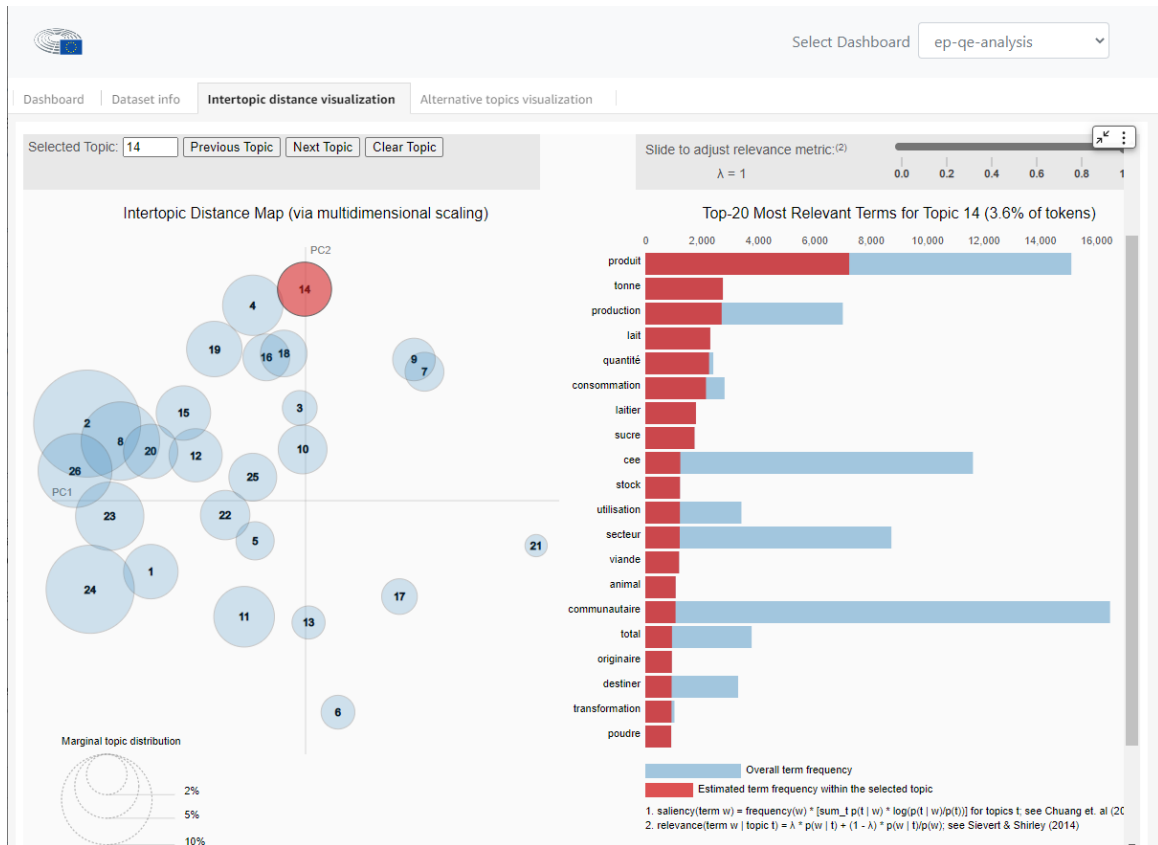 Select Dashboard ep-qe-analysis
Dashboard Dataset info Intertopic distance visualization Alternative topics visualization
Selected Topic: 14 Previous Topic Next Topic Clear Topic
Slide to adjust relevance metric:(2)
λ = 1
0.0 0.2 0.4 0.6 0.8 1
Intertopic Distance Map (via multidimensional scaling)
PC2
PC1
14
4
19
16
18
9
7
3
2
15
8
20
12
10
26
25
23
22
5
21
1
24
17
11
13
6
Marginal topic distribution
2%
5%
10%
Top-20 Most Relevant Terms for Topic 14 (3.6% of tokens)
0 2,000 4,000 6,000 8,000 10,000 12,000 14,000 16,000
produit
tonne
production
lait
quantité
consommation
laitier
sucre
cee
stock
utilisation
secteur
viande
animal
communautaire
total
originaire
destiner
transformation
poudre
Overall term frequency
Estimated term frequency within the selected topic
1. saliency(term w) = frequency(w) * [sum_t p(t | w) * log(p(t | w)/p(t))] for topics t; see Chuang et. al (20
2. relevance(term w | topic t) = λ * p(w | t) + (1 - λ) * p(w | t)/p(w); see Sievert & Shirley (2014)